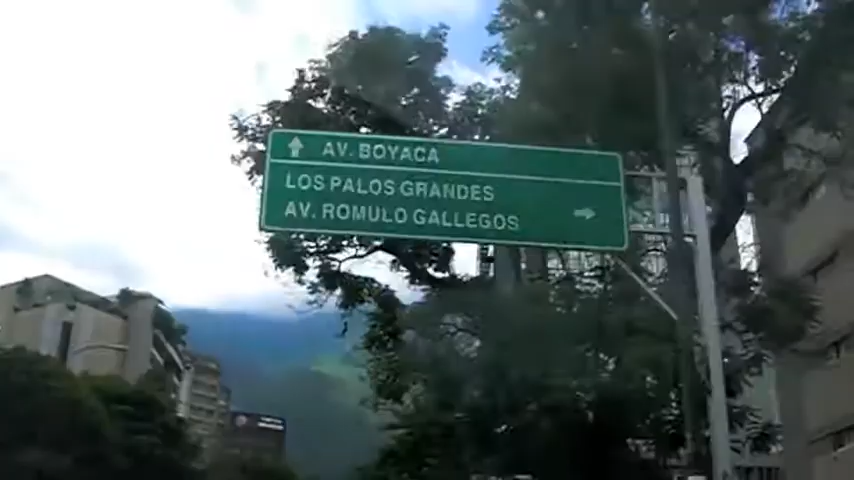 AV. BOYACA
LOS PALOS GRANDES
AV. ROMULO GALLEGOS